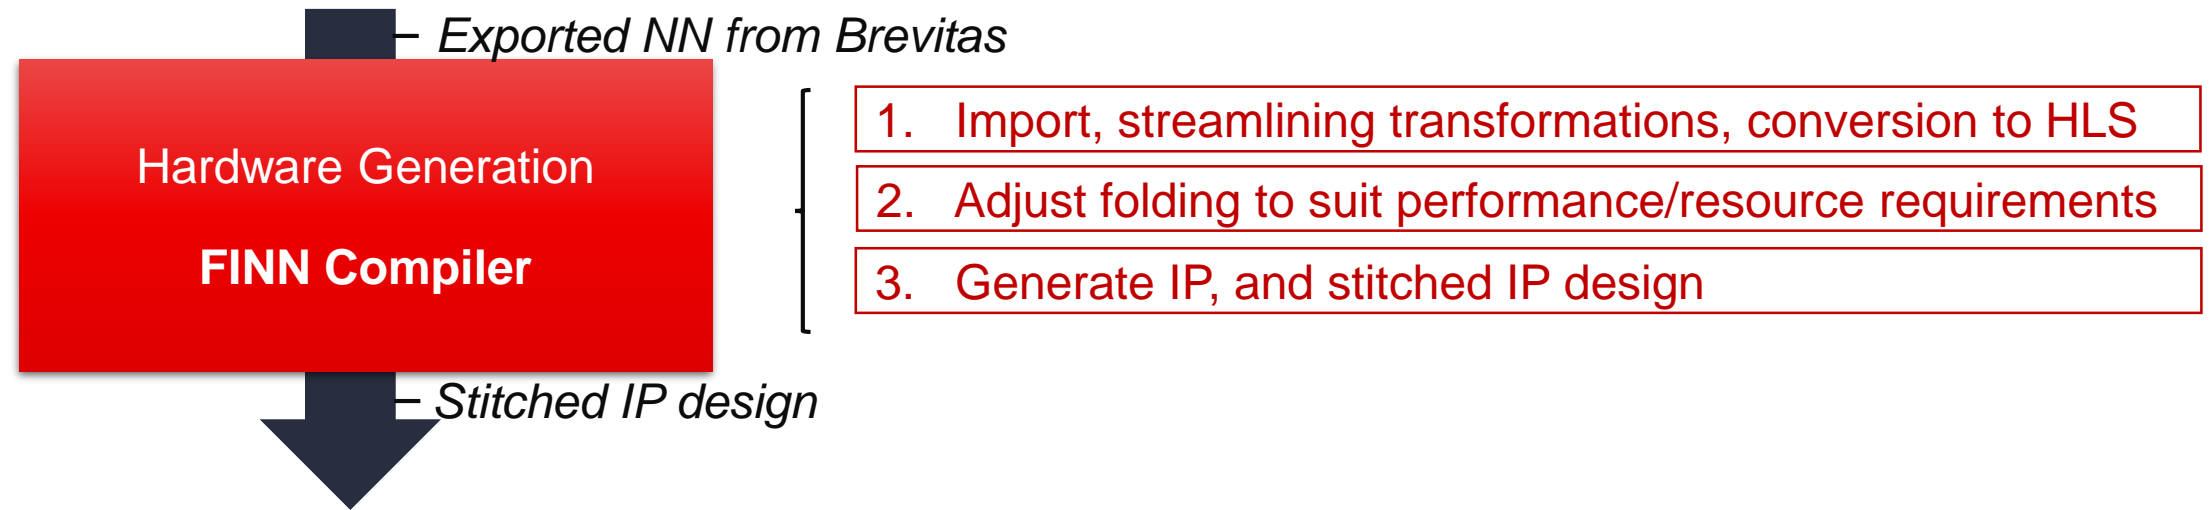 – Exported NN from Brevitas
Hardware Generation
FINN Compiler
1. Import, streamlining transformations, conversion to HLS
2. Adjust folding to suit performance/resource requirements
3. Generate IP, and stitched IP design
– Stitched IP design